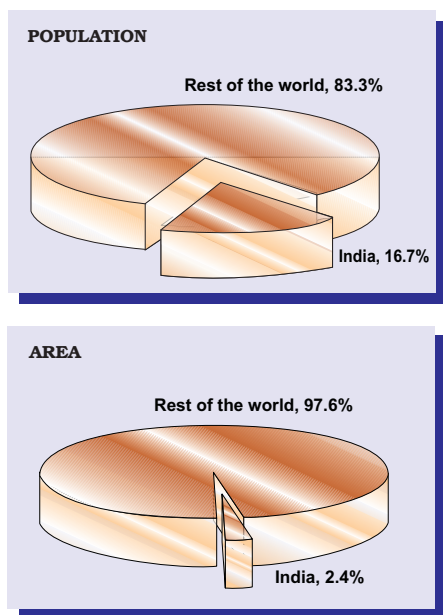 POPULATION
Rest of the world, 83.3%
India, 16.7%
AREA
Rest of the world, 97.6%
India, 2.4%